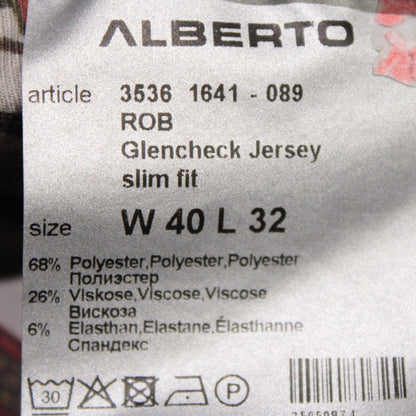 ALBERTO
article 3536 1641 - 089
ROB
Glencheck Jersey
slim fit
size W 40 L 32
68% Polyester,Polyester,Polyester
Полиэстер
26% Viskose,Viscose,Viscose
Вискоза
6% Elasthan,Elastane,Élasthanne
Спандекс
30 P